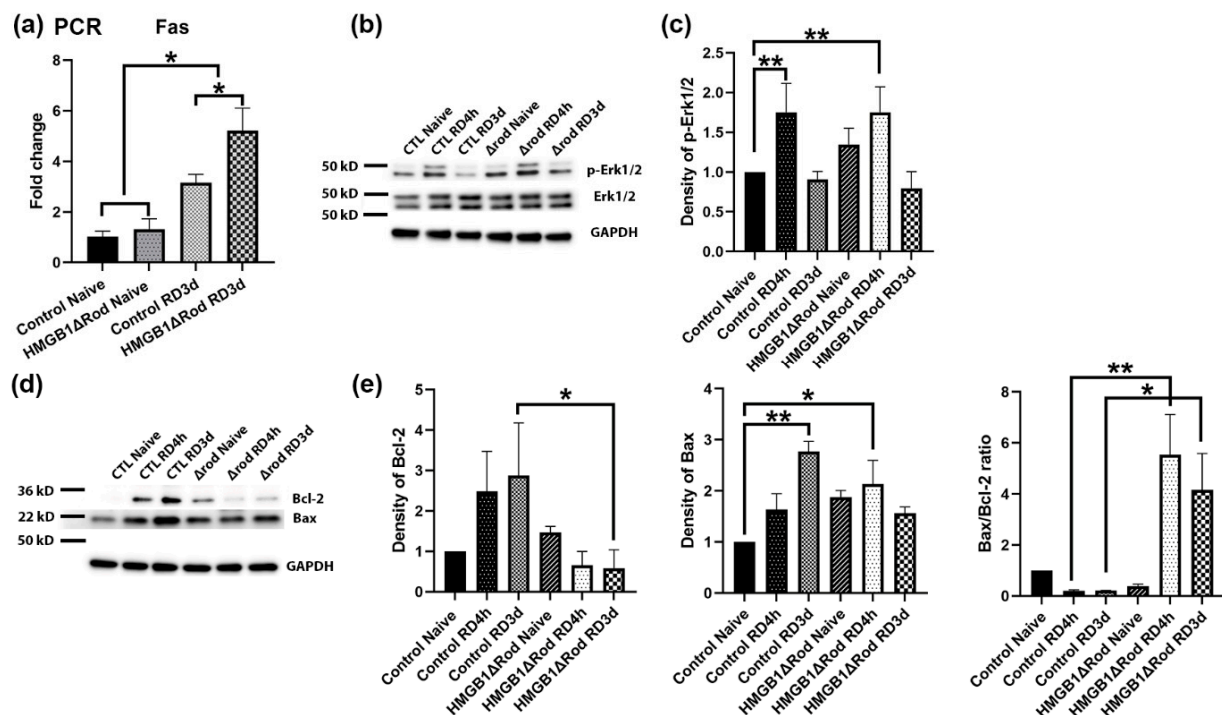 (a) PCR Fas
Fold change
8
6
4
2
0
*
*
Control Naive
HMGB1ΔRod Naive
Control RD3d
HMGB1ΔRod RD3d
(b)
CTL Naive
CTL RD4h
CTL RD3d
Δrod Naive
Δrod RD4h
Δrod RD3d
50 kD
p-Erk1/2
50 kD
Erk1/2
50 kD
GAPDH
(c)
Density of p-Erk1/2
2.5
2.0
1.5
1.0
0.5
0.0
**
**
Control Naive
Control RD4h
Control RD3d
HMGB1ΔRod Naive
HMGB1ΔRod RD4h
HMGB1ΔRod RD3d
(d)
CTL Naive
CTL RD4h
CTL RD3d
Δrod Naive
Δrod RD4h
Δrod RD3d
36 kD
Bcl-2
22 kD
Bax
50 kD
GAPDH
(e)
Density of Bcl-2
5
4
3
2
1
0
*
Control Naive
Control RD4h
Control RD3d
HMGB1ΔRod Naive
HMGB1ΔRod RD4h
HMGB1ΔRod RD3d
Density of Bax
4
3
2
1
0
*
**
Control Naive
Control RD4h
Control RD3d
HMGB1ΔRod Naive
HMGB1ΔRod RD4h
HMGB1ΔRod RD3d
Bax/Bcl-2 ratio
8
6
4
2
0
**
*
Control Naive
Control RD4h
Control RD3d
HMGB1ΔRod Naive
HMGB1ΔRod RD4h
HMGB1ΔRod RD3d